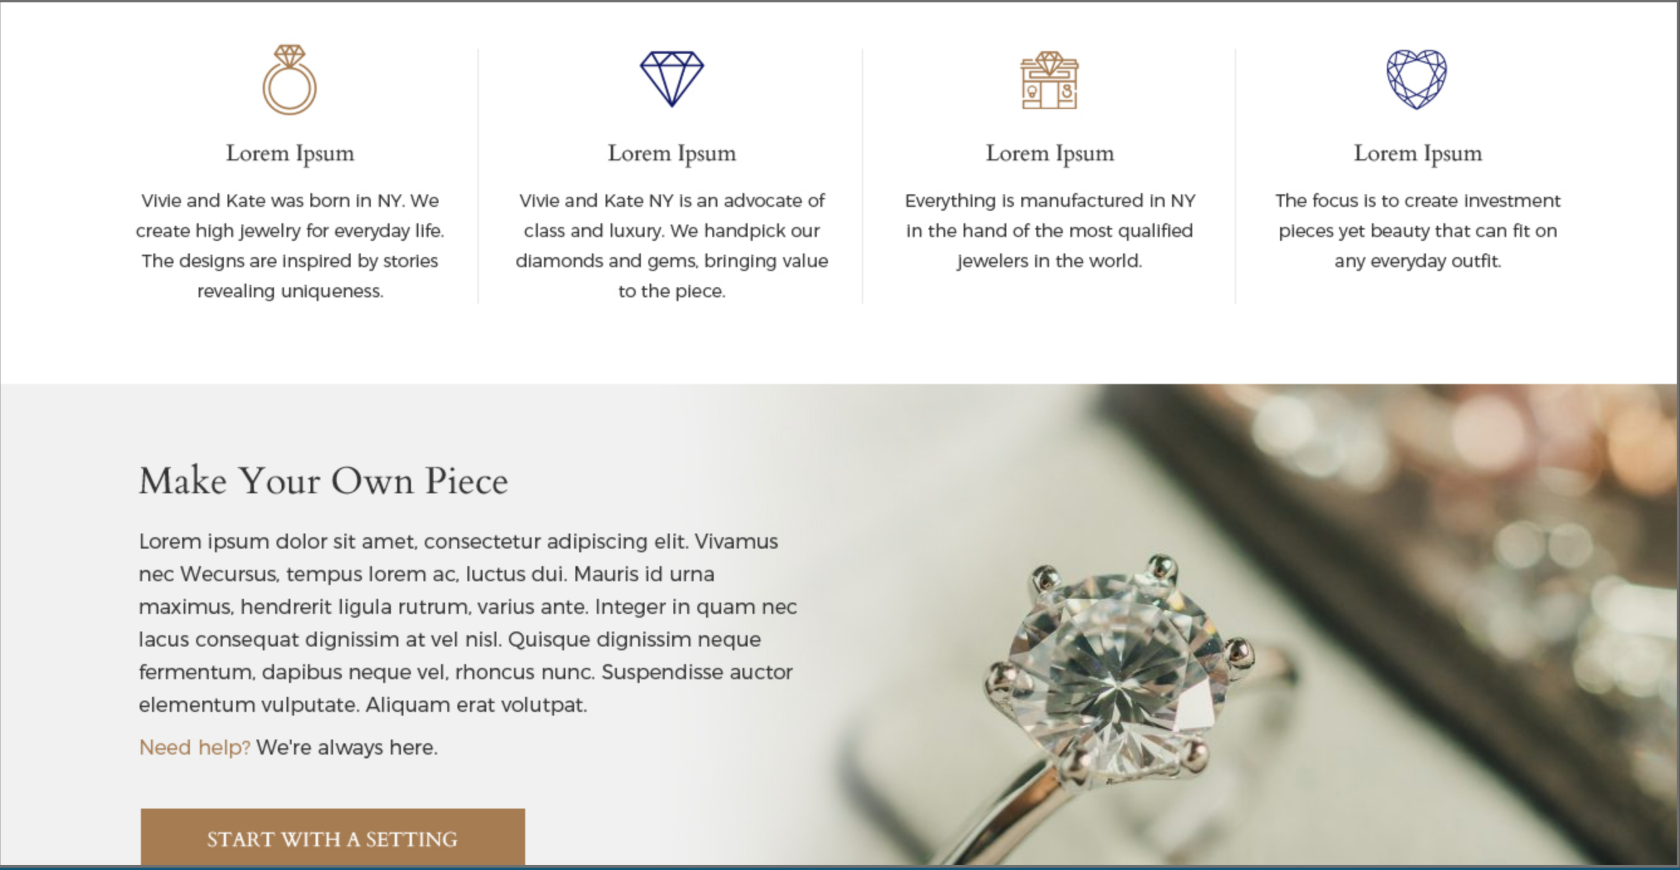 Lorem Ipsum
Vivie and Kate was born in NY. We
create high jewelry for everyday life.
The designs are inspired by stories
revealing uniqueness.
Lorem Ipsum
Vivie and Kate NY is an advocate of
class and luxury. We handpick our
diamonds and gems, bringing value
to the piece.
Lorem Ipsum
Everything is manufactured in NY
in the hand of the most qualified
jewelers in the world.
Lorem Ipsum
The focus is to create investment
pieces yet beauty that can fit on
any everyday outfit.
Make Your Own Piece
Lorem ipsum dolor sit amet, consectetur adipiscing elit. Vivamus
nec Wecursus, tempus lorem ac, luctus dui. Mauris id urna
maximus, hendrerit ligula rutrum, varius ante. Integer in quam nec
lacus consequat dignissim at vel nisl. Quisque dignissim neque
fermentum, dapibus neque vel, rhoncus nunc. Suspendisse auctor
elementum vulputate. Aliquam erat volutpat.
Need help? We're always here.
START WITH A SETTING